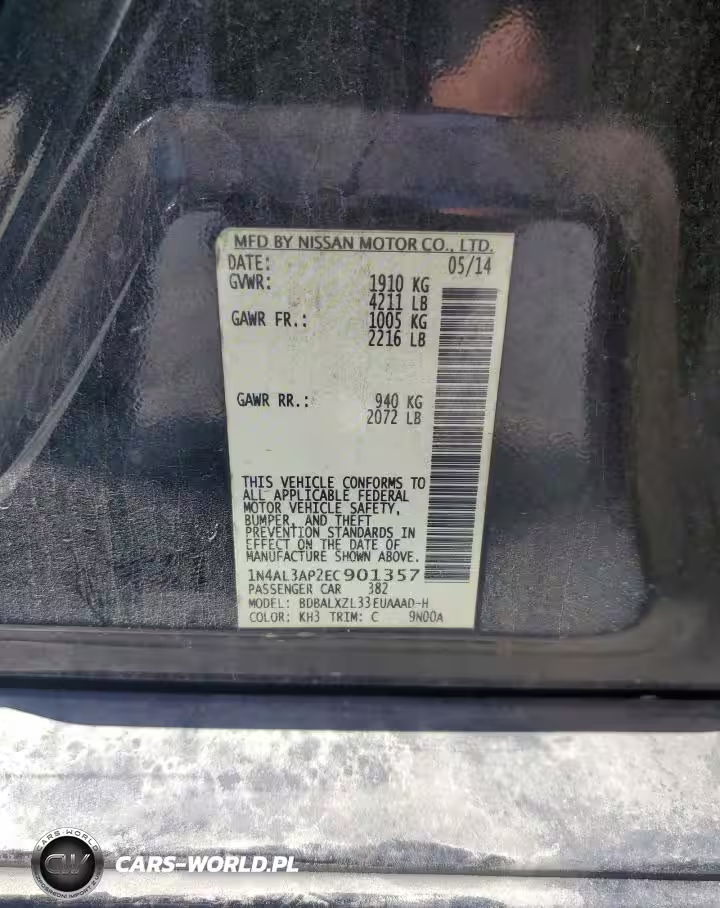 MFD BY NISSAN MOTOR CO., LTD.
DATE: 05/14
GVWR: 1910 KG
4211 LB
GAWR FR.: 1005 KG
2216 LB
GAWR RR.: 940 KG
2072 LB
THIS VEHICLE CONFORMS TO
ALL APPLICABLE FEDERAL
MOTOR VEHICLE SAFETY,
BUMPER, AND THEFT
PREVENTION STANDARDS IN
EFFECT ON THE DATE OF
MANUFACTURE SHOWN ABOVE.
1N4AL3AP2EC901357
PASSENGER CAR 382
MODEL: BDBALXZL33EUAAAD-H
COLOR: KH3 TRIM: C 9N00A
CARS-WORLD
CW
CARS-WORLD.PL